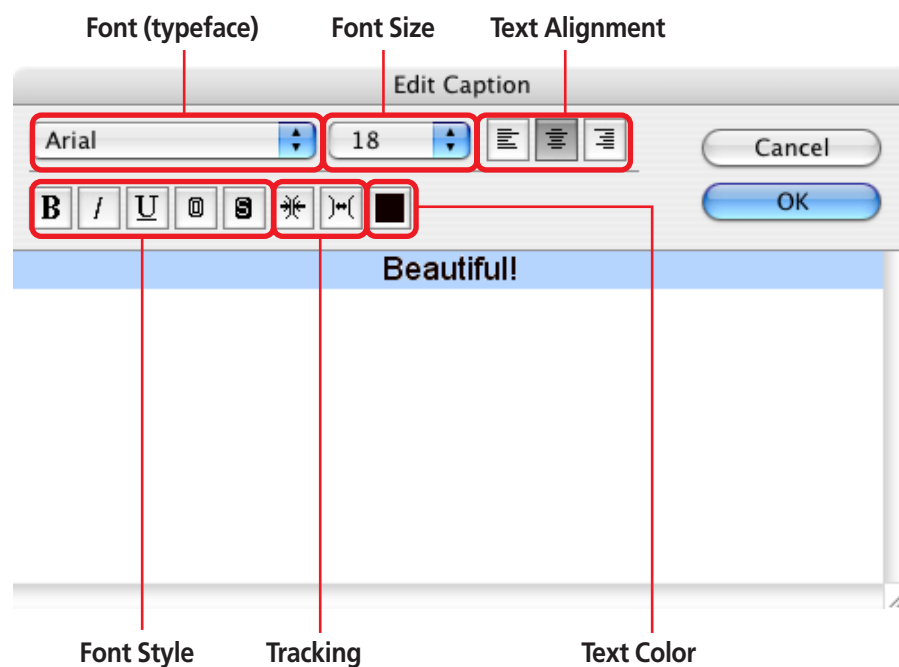 Font (typeface) Font Size Text Alignment
Edit Caption
Arial 18 Cancel
B I U O S OK
Beautiful!
Font Style Tracking Text Color